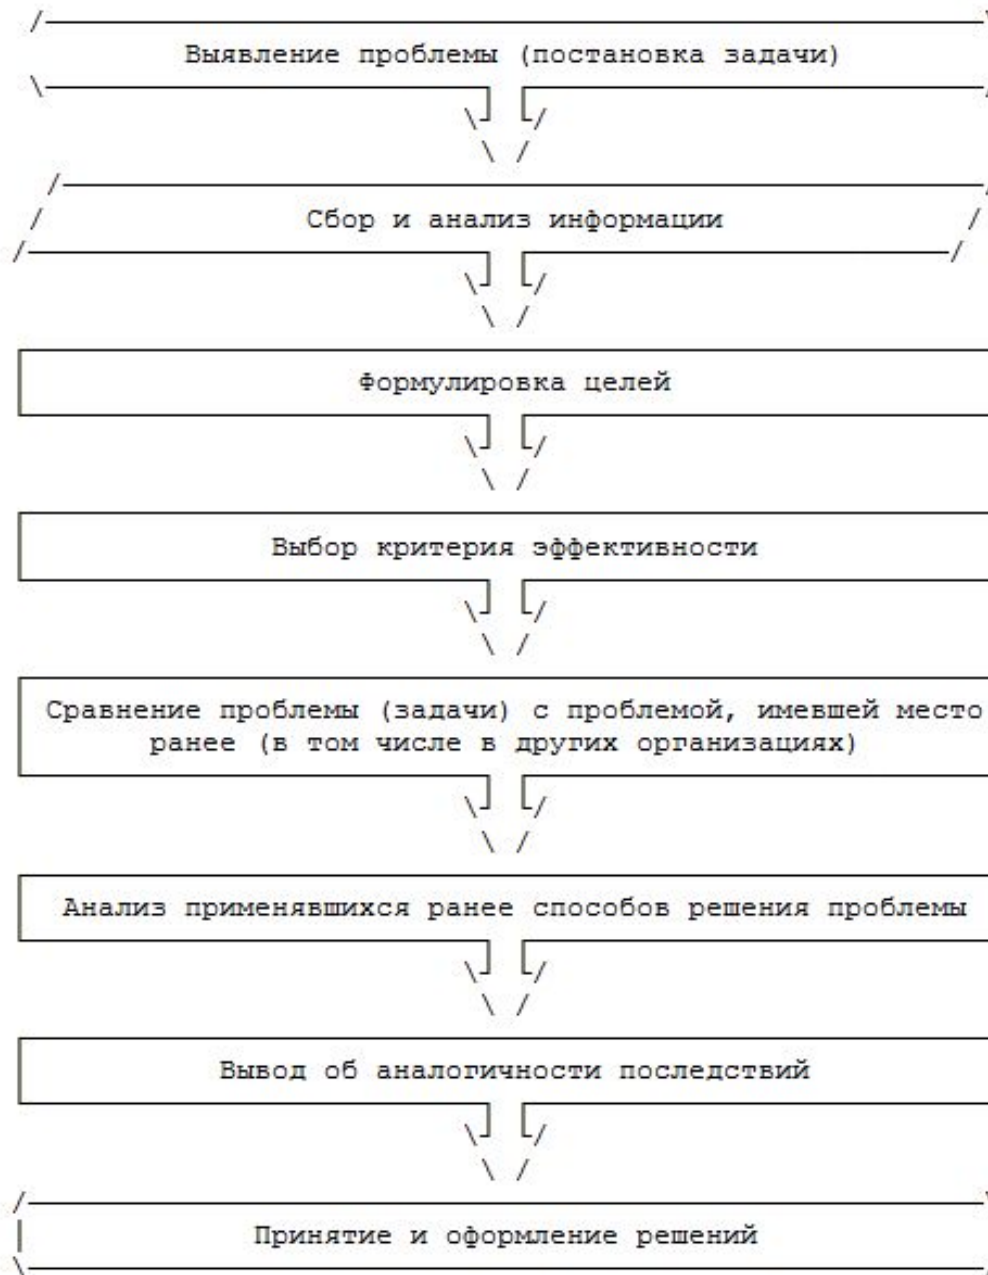 Выявление проблемы (постановка задачи)
Сбор и анализ информации
Формулировка целей
Выбор критерия эффективности
Сравнение проблемы (задачи) с проблемой, имевшей место
ранее (в том числе в других организациях)
Анализ применявшихся ранее способов решения проблемы
Вывод об аналогичности последствий
Принятие и оформление решений